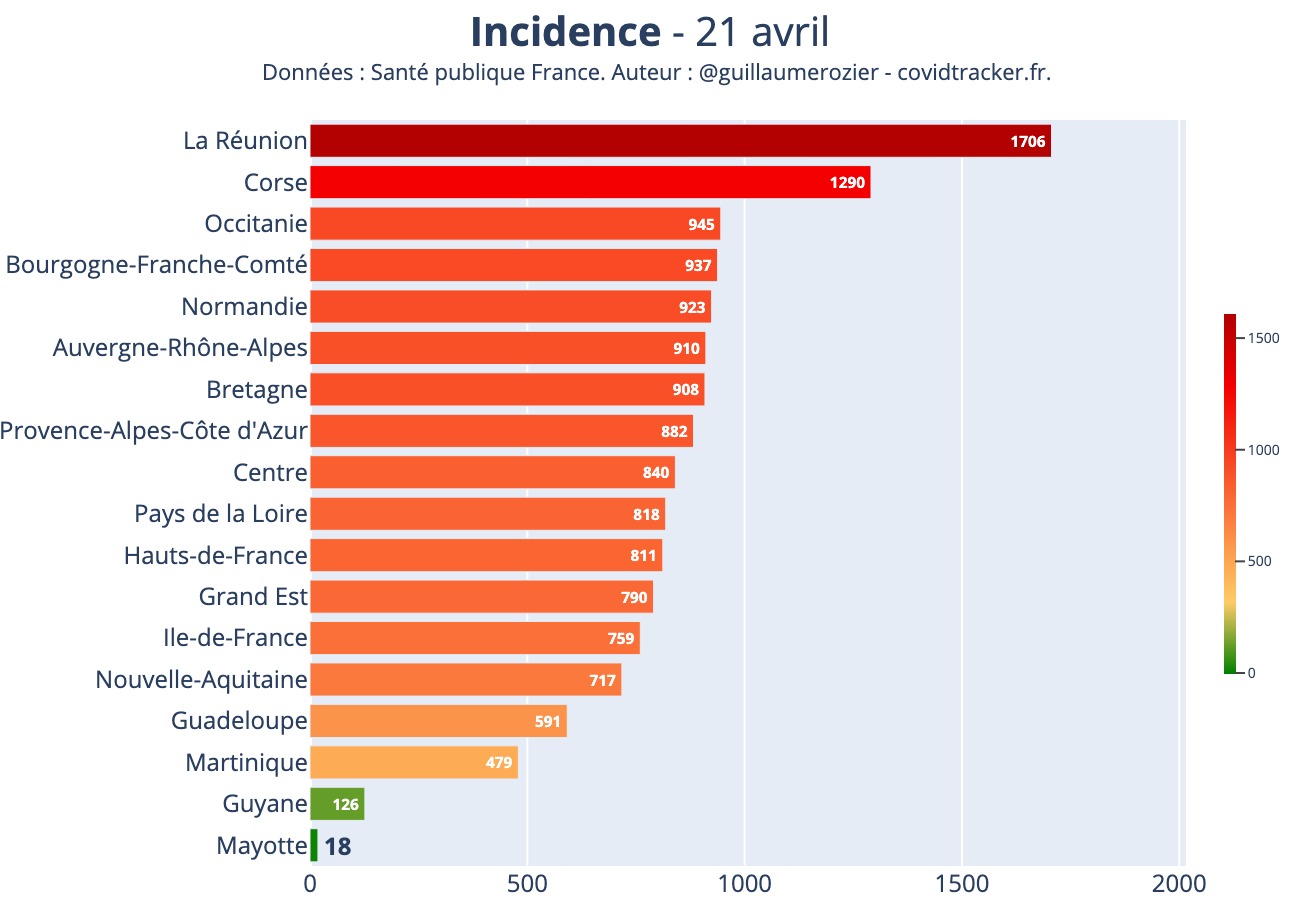 Incidence - 21 avril
Données : Santé publique France. Auteur : @guillaumerozier - covidtracker.fr.
La Réunion 1706
Corse 1290
Occitanie 945
Bourgogne-Franche-Comté 937
Normandie 923
Auvergne-Rhône-Alpes 910
Bretagne 908
Provence-Alpes-Côte d'Azur 882
Centre 840
Pays de la Loire 818
Hauts-de-France 811
Grand Est 790
Ile-de-France 759
Nouvelle-Aquitaine 717
Guadeloupe 591
Martinique 479
Guyane 126
Mayotte 18
0 500 1000 1500 2000
1500
1000
500
0